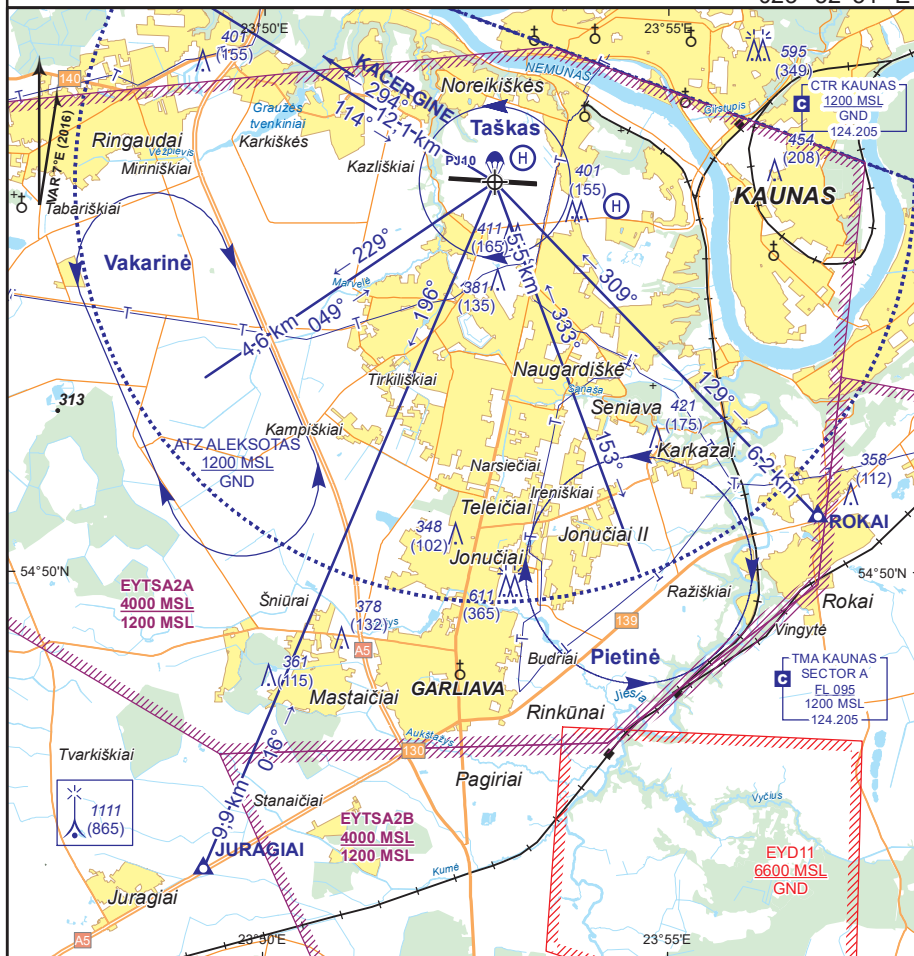 23°50'E
23°55'E
401
(155)
595
(349)
140
KAČERGINĖ
NEMUNAS
Girstupis
CTR KAUNAS
C
1200 MSL
GND
124.205
Noreikiškės
294°
114°
12,1 km
VAR 7°E (2016)
Graužės
tvenkiniai
Ringaudai
Karkiškės
Taškas
454
(208)
Vėžpievis
Miriniškiai
Kazliškiai
PJ10
H
401
(155)
KAUNAS
H
Tabariškiai
411
(165)
Vakarinė
229°
049°
4,6 km
Marvelė
196°
381
(135)
5,5 km
309°
333°
129°
6,2 km
Naugardiškė
Tirkiliškiai
Sanaša
Seniava
313
421
(175)
Kampiškiai
Karkazai
ATZ ALEKSOTAS
1200 MSL
GND
Narsiečiai
153°
358
(112)
Ireniškiai
Teleičiai
ROKAI
348
(102)
Jonučiai
Jonučiai II
54°50'N
54°50'N
EYTSA2A
4000 MSL
1200 MSL
Šniūrai
611
(365)
Ražiškiai
Rokai
378
(132)
139
Vingytė
A5
Budriai
Pietinė
361
(115)
GARLIAVA
Mastaičiai
Jiesia
TMA KAUNAS
SECTOR A
C
FL 095
1200 MSL
124.205
Rinkūnai
016°
Aukštažys
130
Tvarkiškiai
Pagiriai
9,9 km
Stanaičiai
1111
(865)
EYTSA2B
4000 MSL
1200 MSL
Vyčius
JURAGIAI
EYD11
6600 MSL
GND
Kumė
Juragiai
A5
23°50'E
23°55'E